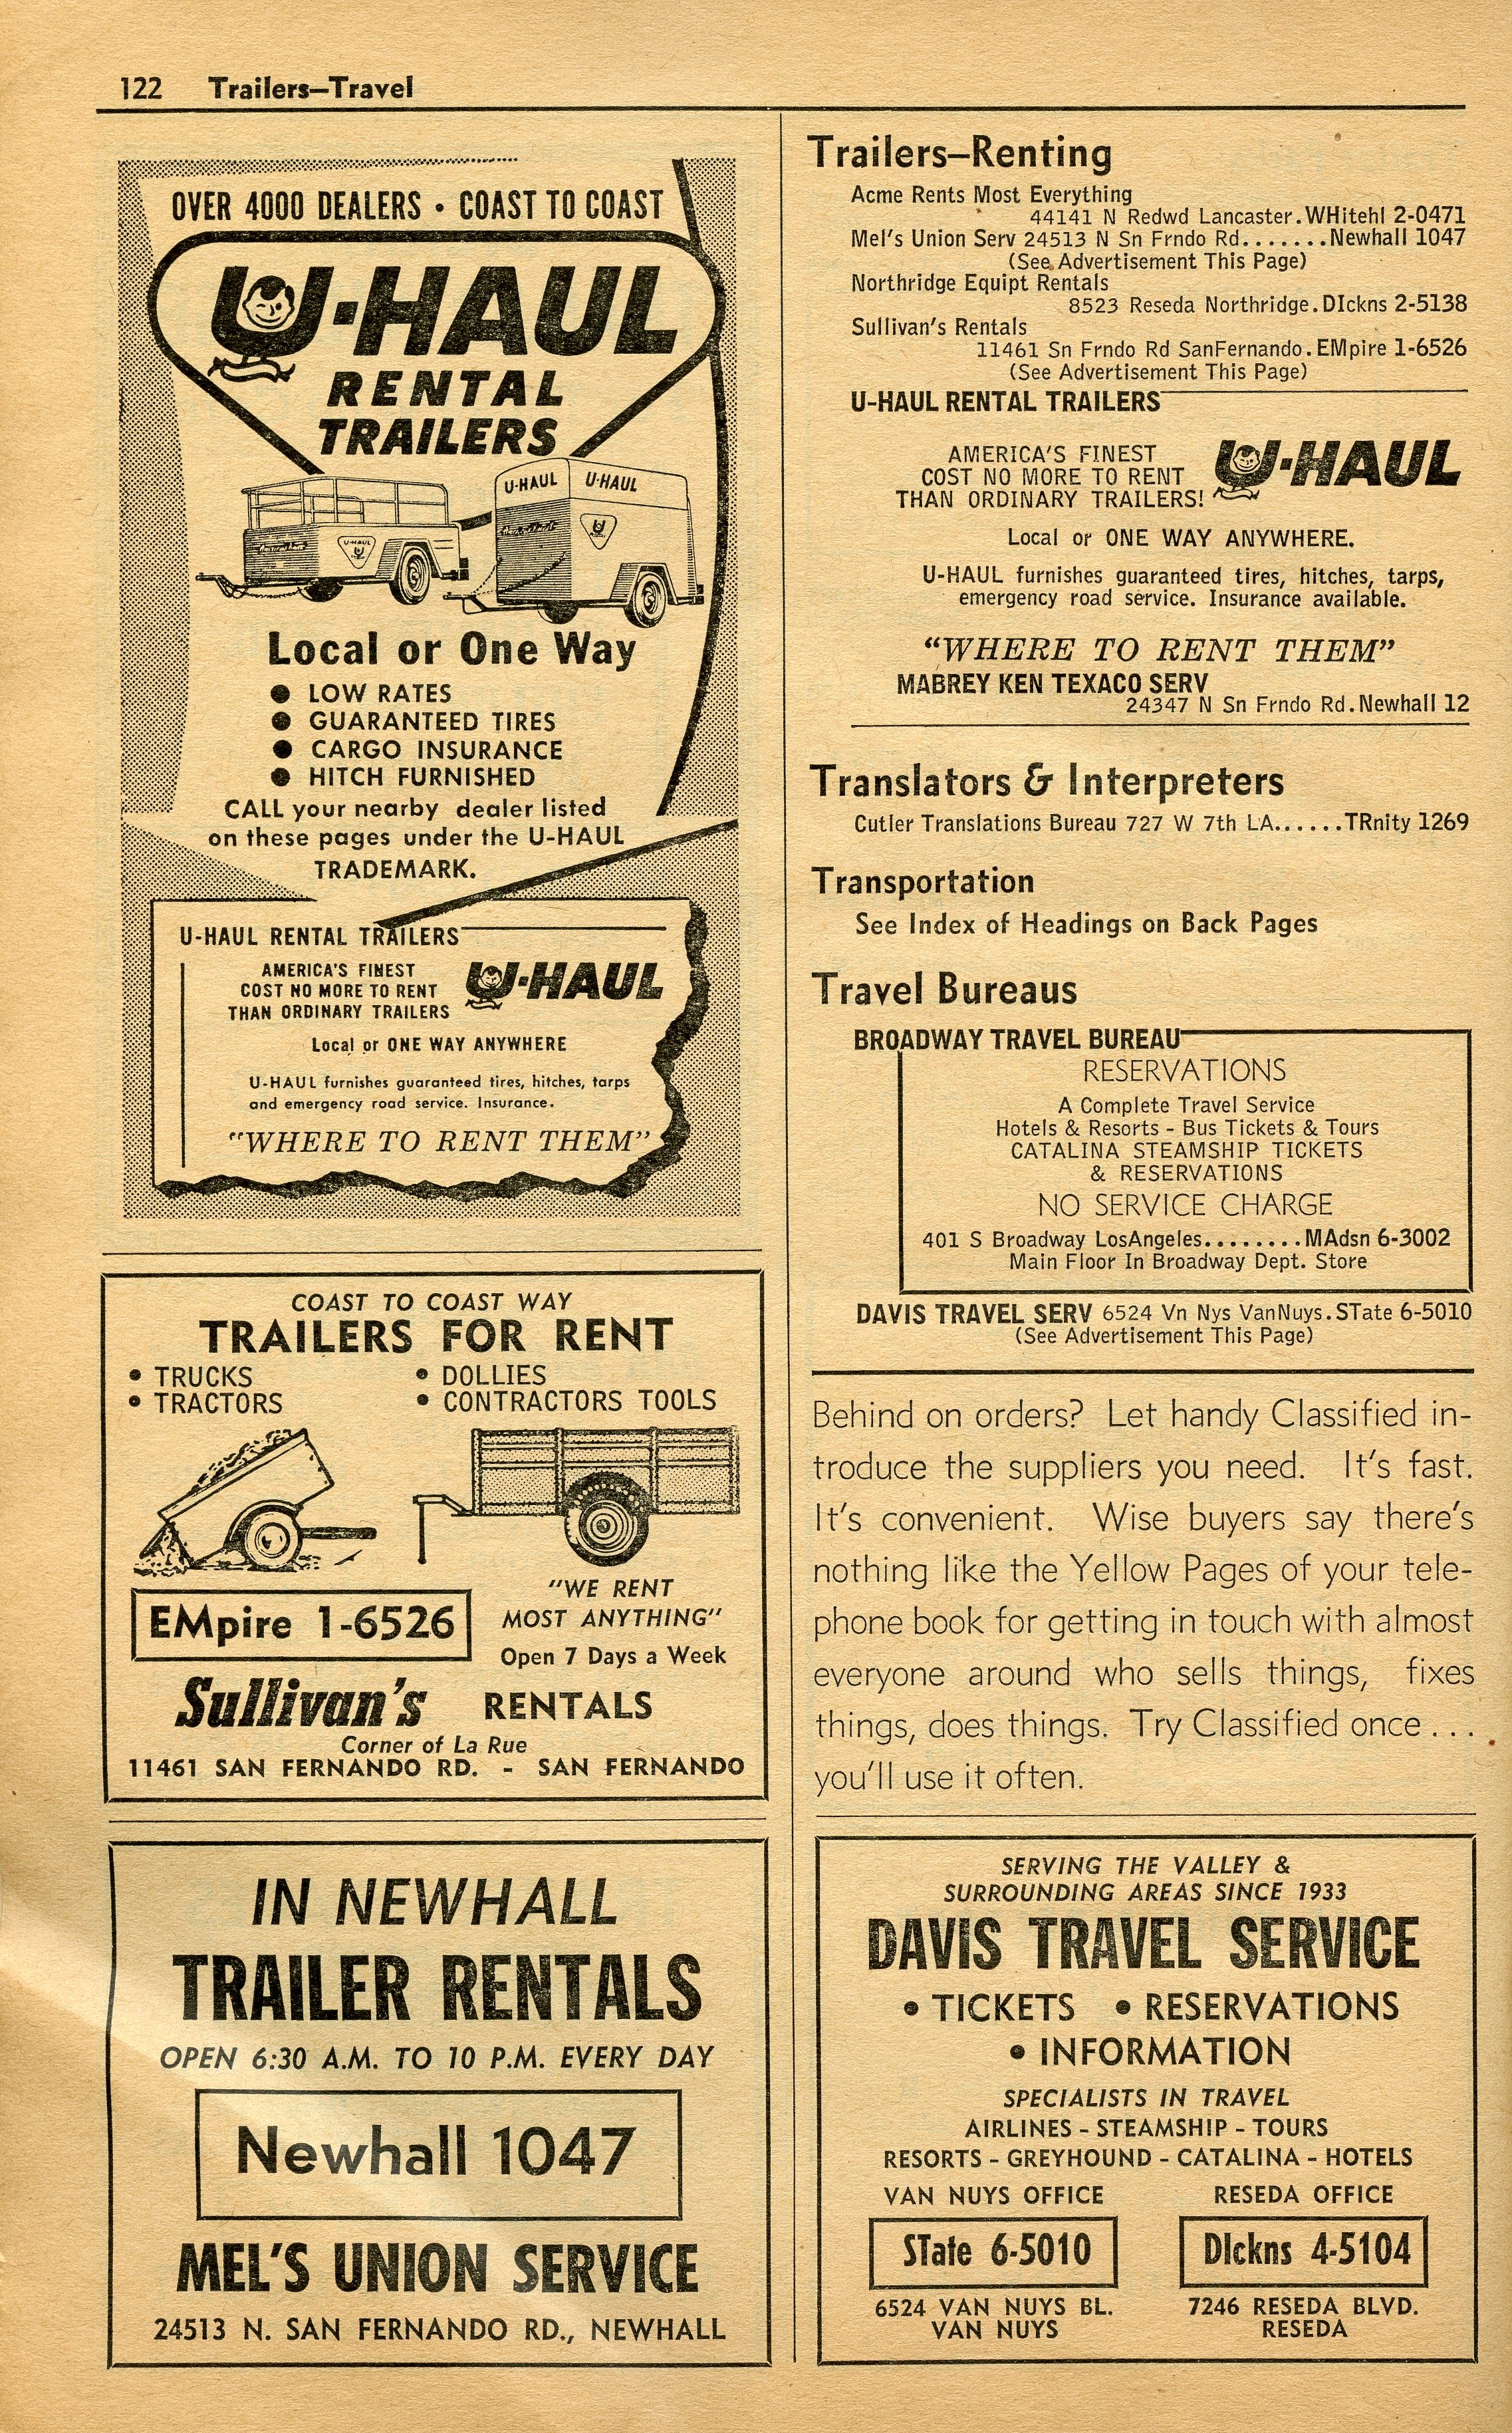 122 Trailers—Travel
OVER 4000 DEALERS • COAST TO COAST
U-HAUL
RENTAL
TRAILERS
U-HAUL U-HAUL
U-HAUL
Local or One Way
● LOW RATES
● GUARANTEED TIRES
● CARGO INSURANCE
● HITCH FURNISHED
CALL your nearby dealer listed
on these pages under the U-HAUL
TRADEMARK.
U-HAUL RENTAL TRAILERS
AMERICA'S FINEST
COST NO MORE TO RENT
THAN ORDINARY TRAILERS
U-HAUL
Local or ONE WAY ANYWHERE
U-HAUL furnishes guaranteed tires, hitches, tarps
and emergency road service. Insurance.
"WHERE TO RENT THEM"
COAST TO COAST WAY
TRAILERS FOR RENT
• TRUCKS • DOLLIES
• TRACTORS • CONTRACTORS TOOLS
EMpire 1-6526
"WE RENT
MOST ANYTHING"
Open 7 Days a Week
Sullivan's RENTALS
Corner of La Rue
11461 SAN FERNANDO RD. - SAN FERNANDO
IN NEWHALL
TRAILER RENTALS
OPEN 6:30 A.M. TO 10 P.M. EVERY DAY
Newhall 1047
MEL'S UNION SERVICE
24513 N. SAN FERNANDO RD., NEWHALL
Trailers—Renting
Acme Rents Most Everything
44141 N Redwd Lancaster.WHitehl 2-0471
Mel's Union Serv 24513 N Sn Frndo Rd.......Newhall 1047
(See Advertisement This Page)
Northridge Equipt Rentals
8523 Reseda Northridge.DIckns 2-5138
Sullivan's Rentals
11461 Sn Frndo Rd SanFernando.EMpire 1-6526
(See Advertisement This Page)
U-HAUL RENTAL TRAILERS
AMERICA'S FINEST
COST NO MORE TO RENT
THAN ORDINARY TRAILERS!
U-HAUL
Local or ONE WAY ANYWHERE.
U-HAUL furnishes guaranteed tires, hitches, tarps,
emergency road service. Insurance available.
"WHERE TO RENT THEM"
MABREY KEN TEXACO SERV
24347 N Sn Frndo Rd.Newhall 12
Translators & Interpreters
Cutler Translations Bureau 727 W 7th LA......TRnity 1269
Transportation
See Index of Headings on Back Pages
Travel Bureaus
BROADWAY TRAVEL BUREAU
RESERVATIONS
A Complete Travel Service
Hotels & Resorts - Bus Tickets & Tours
CATALINA STEAMSHIP TICKETS
& RESERVATIONS
NO SERVICE CHARGE
401 S Broadway LosAngeles........MAdsn 6-3002
Main Floor In Broadway Dept. Store
DAVIS TRAVEL SERV 6524 Vn Nys VanNuys.STate 6-5010
(See Advertisement This Page)
Behind on orders? Let handy Classified in-
troduce the suppliers you need. It's fast.
It's convenient. Wise buyers say there's
nothing like the Yellow Pages of your tele-
phone book for getting in touch with almost
everyone around who sells things, fixes
things, does things. Try Classified once . . .
you'll use it often.
SERVING THE VALLEY &
SURROUNDING AREAS SINCE 1933
DAVIS TRAVEL SERVICE
• TICKETS • RESERVATIONS
• INFORMATION
SPECIALISTS IN TRAVEL
AIRLINES - STEAMSHIP - TOURS
RESORTS - GREYHOUND - CATALINA - HOTELS
VAN NUYS OFFICE RESEDA OFFICE
STate 6-5010 DIckns 4-5104
6524 VAN NUYS BL. 7246 RESEDA BLVD.
VAN NUYS RESEDA